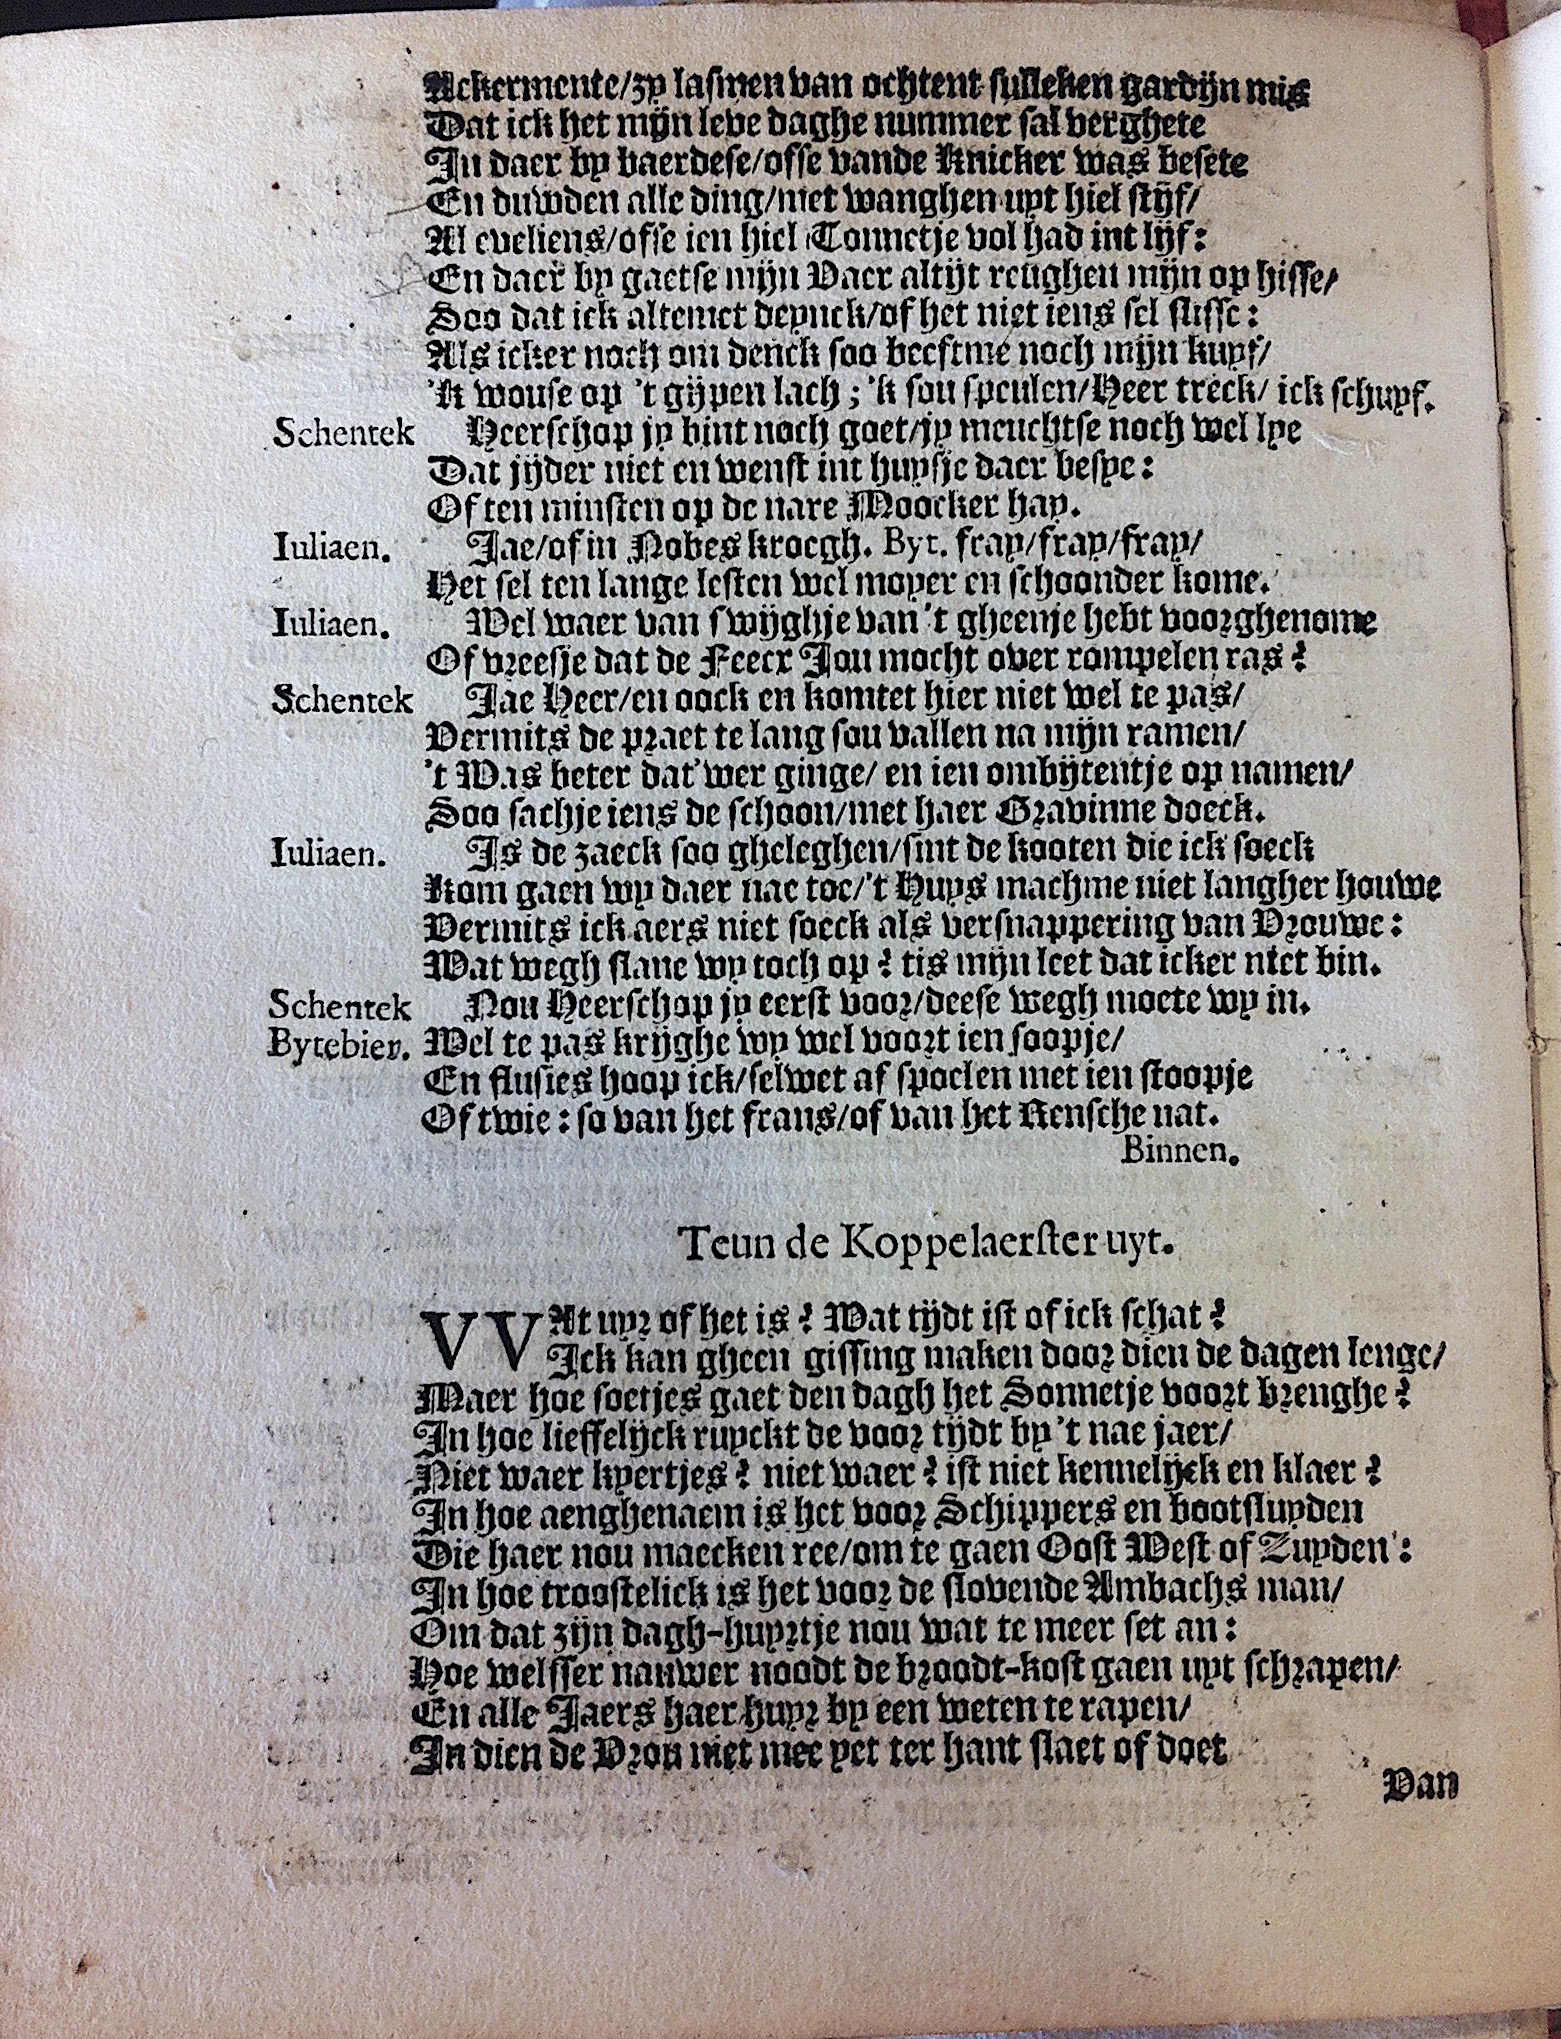 Ackermente/zy lasmen van ochtent sulleken gardijn mis
Dat ick het mijn leve daghe nummer sal verghete
In daer by baerdese/ofse vande Knicker was besete
En duwden alle ding/met wanghen uyt hiel stijf/
Al eveliens/ofse ien hiel Tonnetje vol had int lijf:
En daer by gaetse mijn Vaer altijt teughen mijn op hisse/
Soo dat ick altemet depnck/of het niet iens sel slisse:
Als icker noch om denck soo beeftme noch mijn kuyf/
'K wouse op 't gijpen lach; 'k sou speulen/Heer treck/ ick schuyf.
Schentek Heerschop jy bint noch goet/jy meuchtse noch wel lye
Dat jijder niet en wenst int huysje daer besye:
Of ten minsten op de nare Moocker hay.
Iuliaen. Jae/of in Nobes kroegh. Byt. fray/fray/fray/
Het sel ten lange lesten wel moyer en schoonder kome.
Iuliaen. Wel waer van swijghje van 't gheenje hebt voorghenome
Of vreesje dat de Feecx Jou mocht over rompelen ras?
Schentek Jae Heer/en oock en komtet hier niet wel te pas/
Vermits de praet te lang sou vallen na mijn ramen/
't Was beter dat'wer ginge/ en ien ombijtentje op namen/
Soo sachje iens de schoon/met haer Gravinne doeck.
Iuliaen. Is de zaeck soo gheleghen/sint de kooten die ick soeck
Kom gaen wy daer nae toe/'t Huys machme niet langher houwe
Vermits ick aers niet soeck als versnappering van Vrouwe:
Wat wegh slane wy toch op? tis mijn leet dat icker niet bin.
Schentek Nou Heerschop jy eerst voor/deese wegh moete wy in.
Bytebier. Wel te pas krijghe wy wel voort ien soopje/
En flusies hoop ick/selwet af spoelen met ien stoopje
Of twie: so van het frans/of van het Rensche nat.
Binnen.
Teun de Koppelaerster uyt.
VVAt uyr of het is? Wat tijdt ist of ick schat?
Ick kan gheen gissing maken door dien de dagen lenge/
Maer hoe soetjes gaet den dagh het Sonnetje voort brenghe?
In hoe lieffelijck ruyckt de voor tijdt by 't nae jaer/
Niet waer kyertjes? niet waer? ist niet kennelijck en klaer?
In hoe aenghenaem is het voor Schippers en bootsluyden
Die haer nou maecken ree/om te gaen Oost West of Zuyden:
In hoe troostelick is het voor de slovende Ambachs man/
Om dat zijn dagh-huyrtje nou wat te meer set an:
Hoe welsser nauwer noodt de broodt-kost gaen uyt schrapen/
En alle Jaers haer huyr by een weten te rapen/
In dien de Vrou niet mee yet ter hant slaet of doet
Van